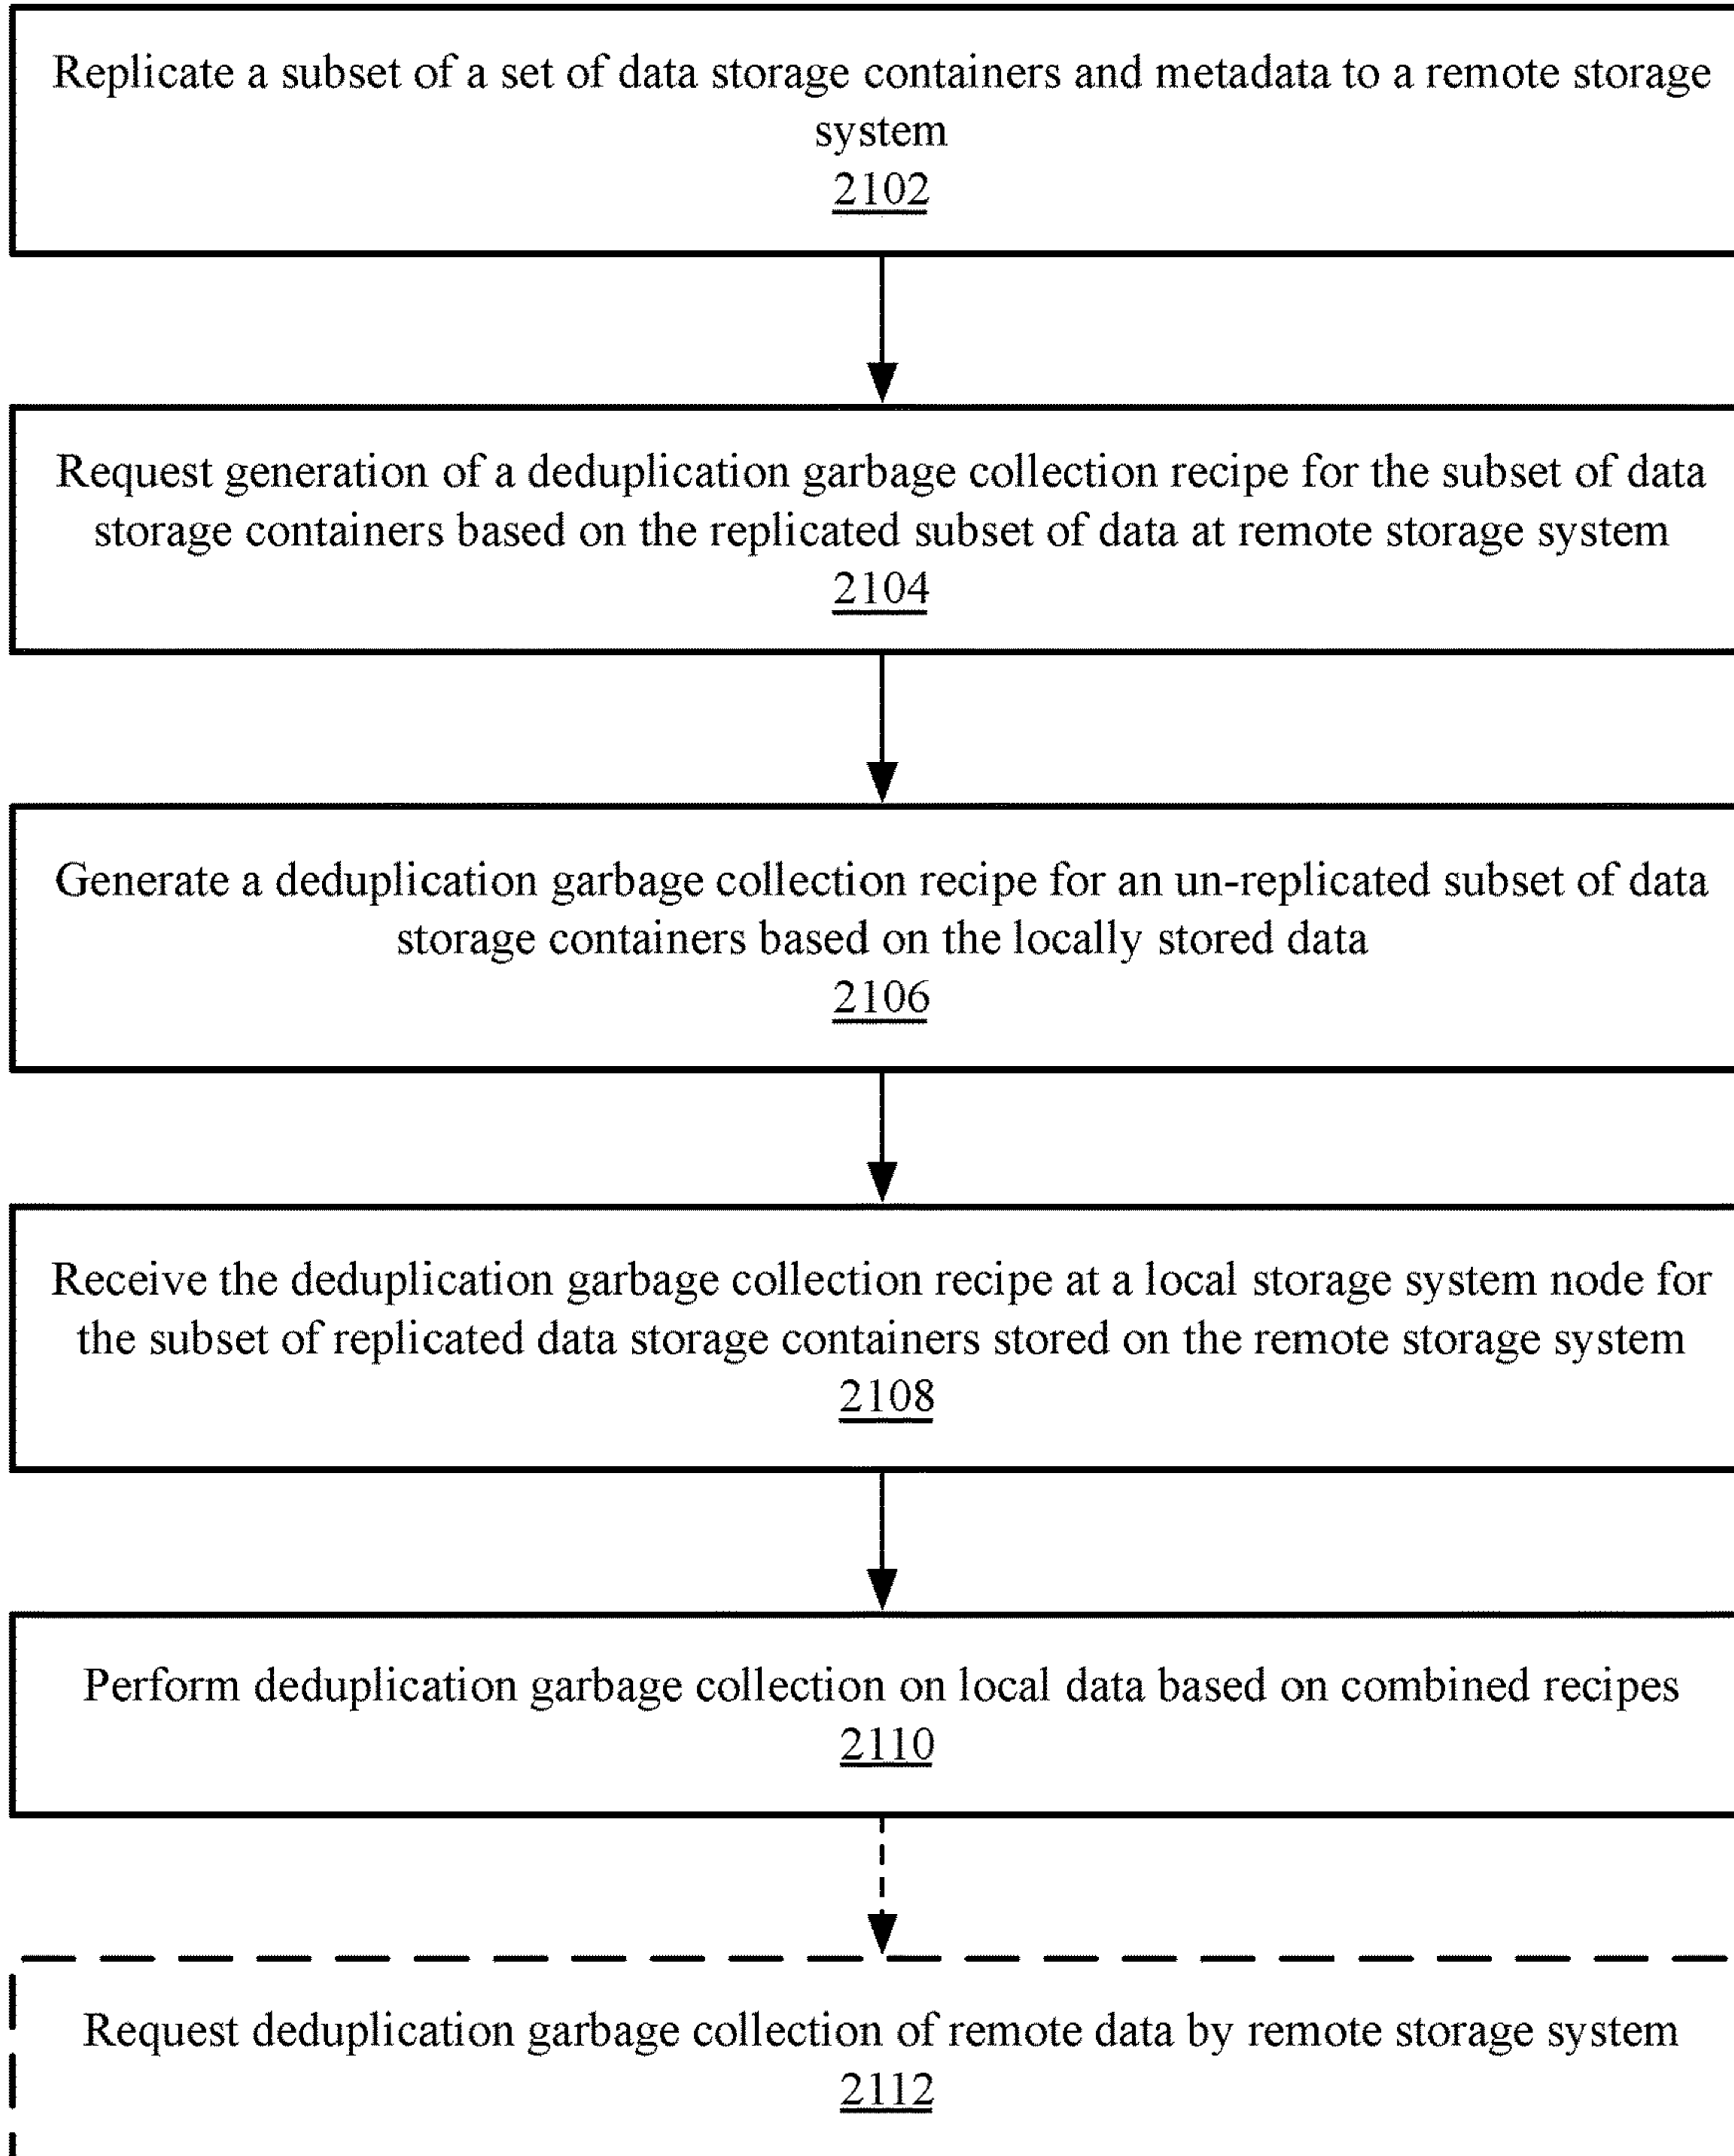 Replicate a subset of a set of data storage containers and metadata to a remote storage
system
2102
Request generation of a deduplication garbage collection recipe for the subset of data
storage containers based on the replicated subset of data at remote storage system
2104
Generate a deduplication garbage collection recipe for an un-replicated subset of data
storage containers based on the locally stored data
2106
Receive the deduplication garbage collection recipe at a local storage system node for
the subset of replicated data storage containers stored on the remote storage system
2108
Perform deduplication garbage collection on local data based on combined recipes
2110
Request deduplication garbage collection of remote data by remote storage system
2112